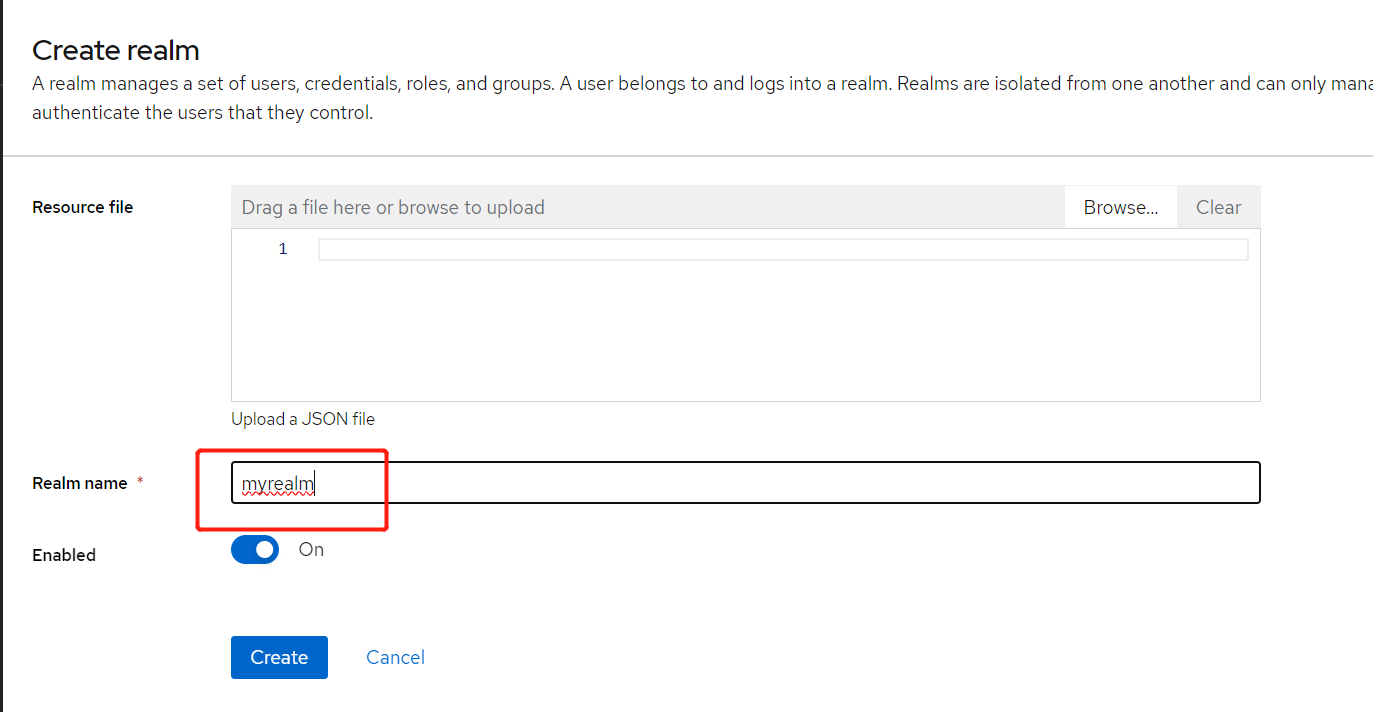 Create realm
A realm manages a set of users, credentials, roles, and groups. A user belongs to and logs into a realm. Realms are isolated from one another and can only mana
authenticate the users that they control.
Resource file
Drag a file here or browse to upload
Browse...
Clear
1
Upload a JSON file
Realm name *
myrealm
Enabled
On
Create
Cancel